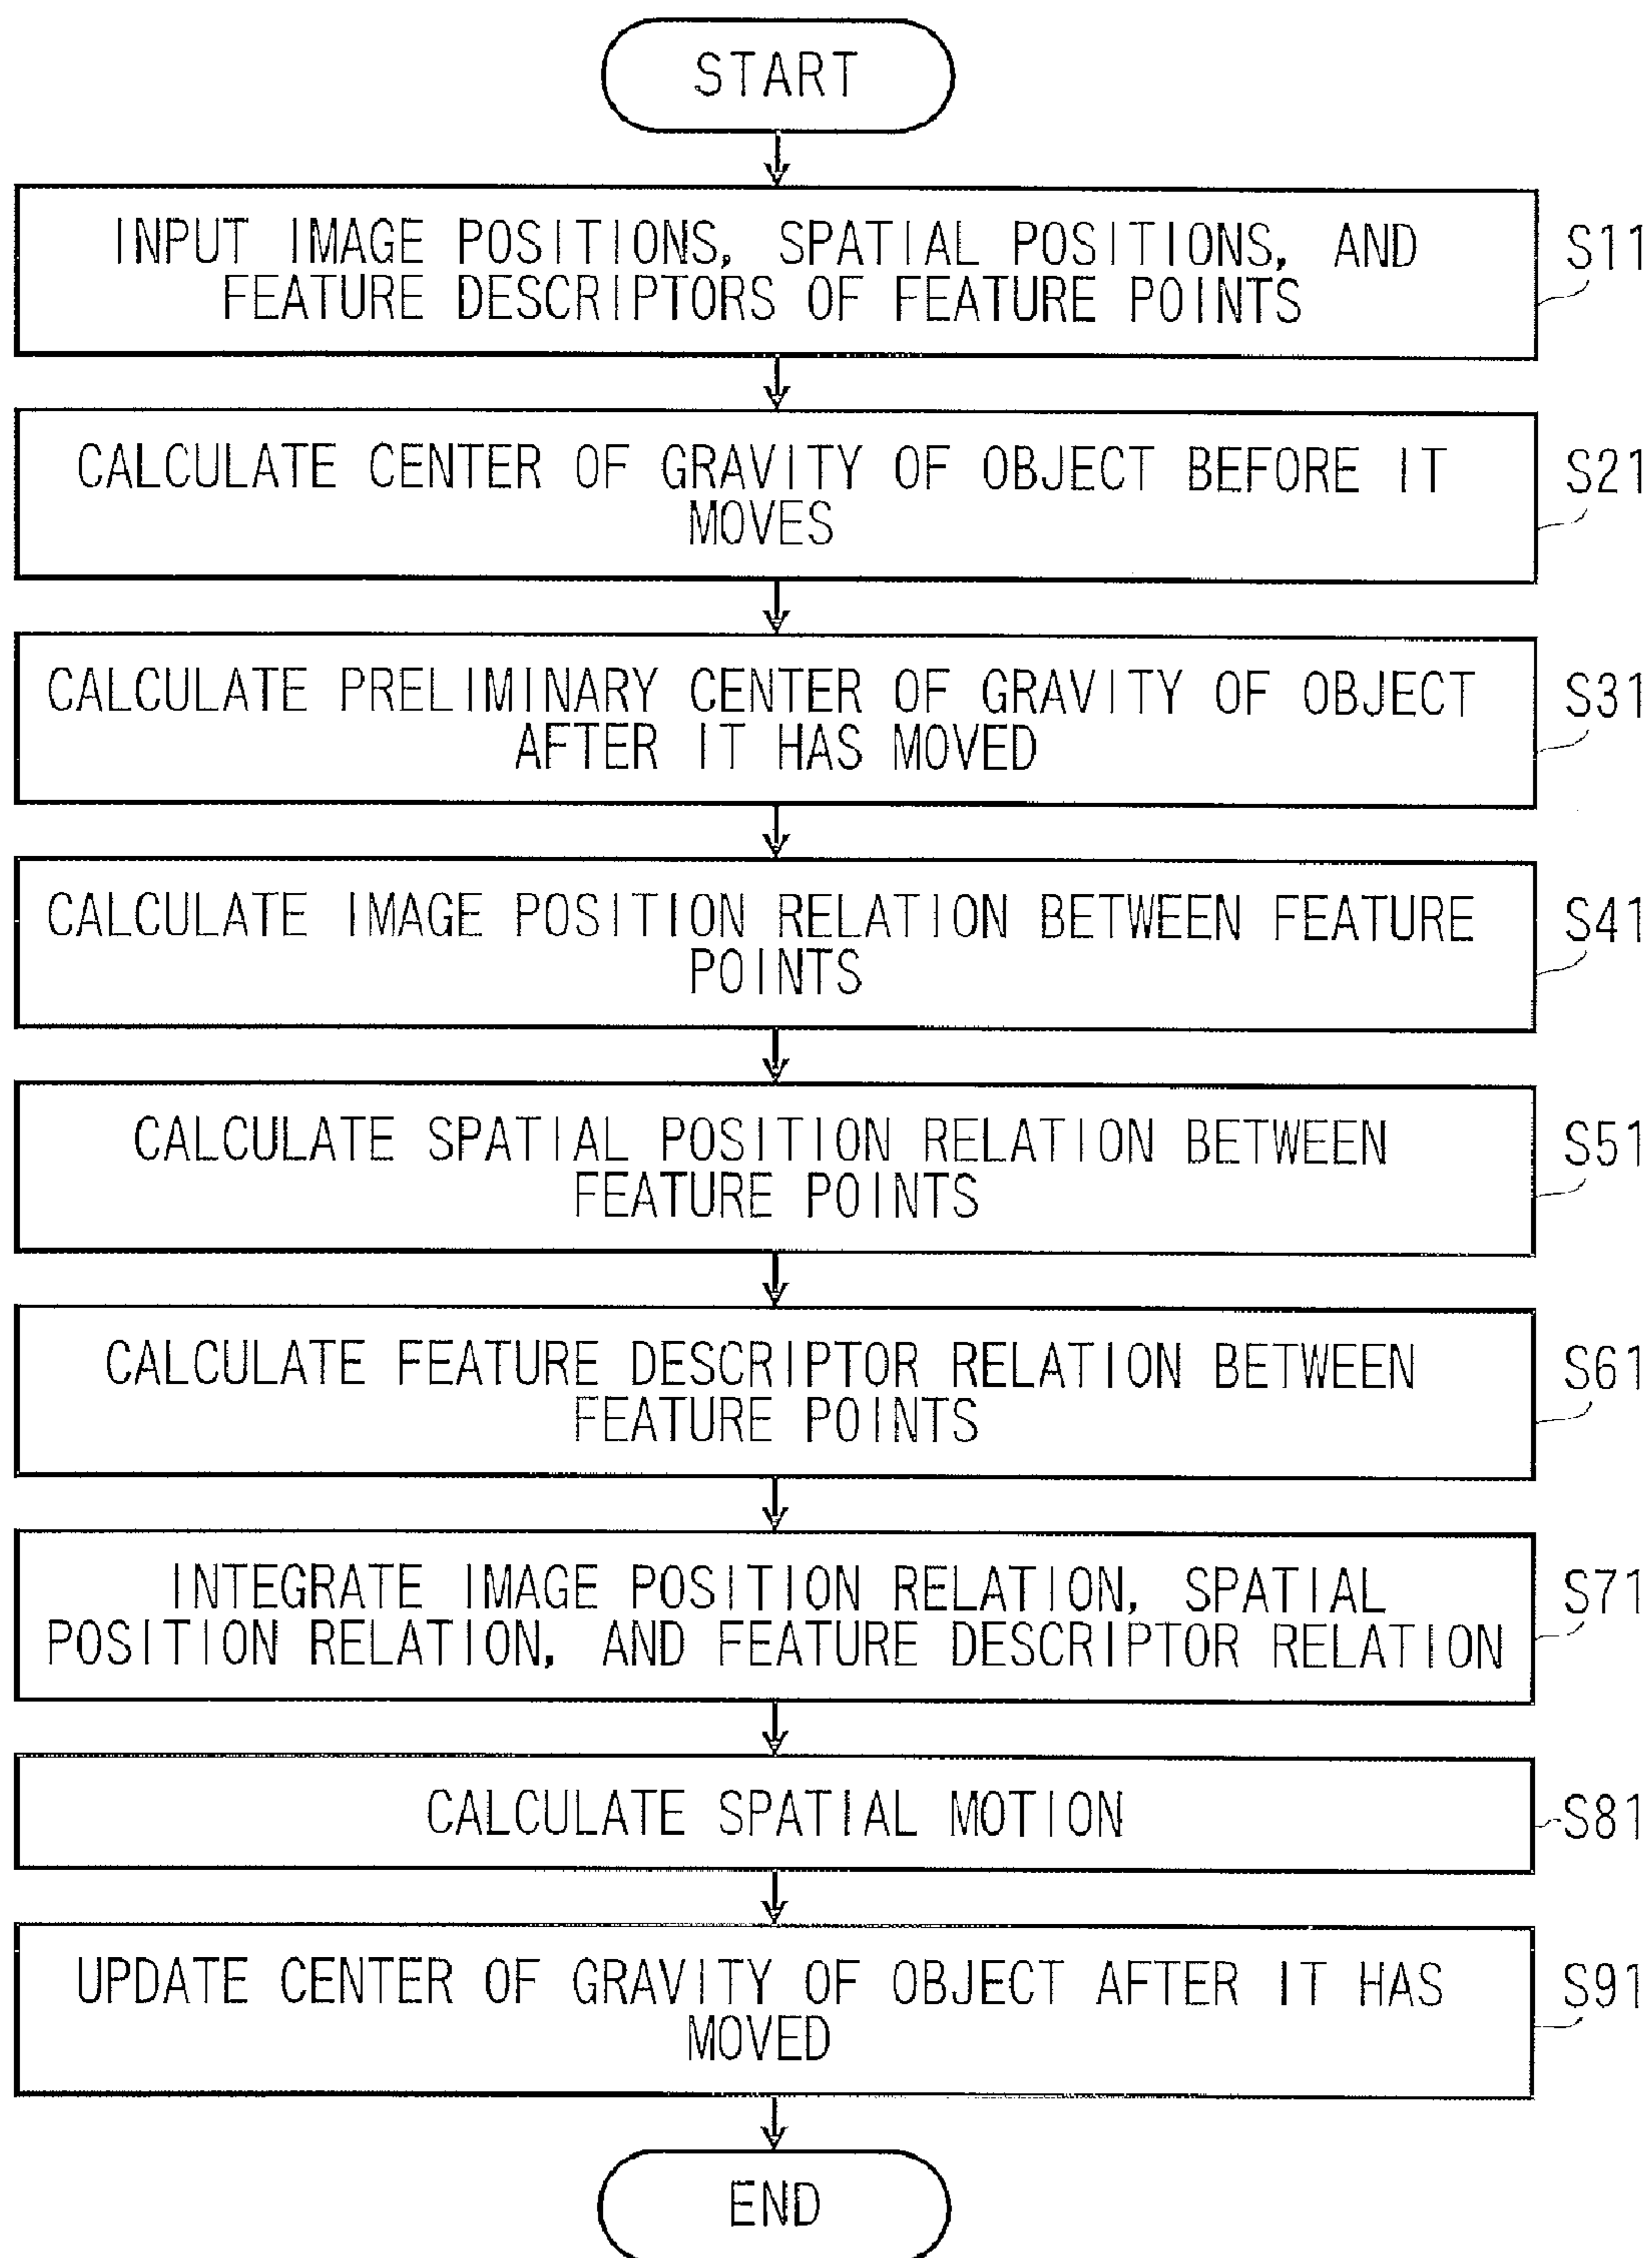 START
INPUT IMAGE POSITIONS, SPATIAL POSITIONS, AND
FEATURE DESCRIPTORS OF FEATURE POINTS
S11
CALCULATE CENTER OF GRAVITY OF OBJECT BEFORE IT
MOVES
S21
CALCULATE PRELIMINARY CENTER OF GRAVITY OF OBJECT
AFTER IT HAS MOVED
S31
CALCULATE IMAGE POSITION RELATION BETWEEN FEATURE
POINTS
S41
CALCULATE SPATIAL POSITION RELATION BETWEEN
FEATURE POINTS
S51
CALCULATE FEATURE DESCRIPTOR RELATION BETWEEN
FEATURE POINTS
S61
INTEGRATE IMAGE POSITION RELATION, SPATIAL
POSITION RELATION, AND FEATURE DESCRIPTOR RELATION
S71
CALCULATE SPATIAL MOTION
S81
UPDATE CENTER OF GRAVITY OF OBJECT AFTER IT HAS
MOVED
S91
END